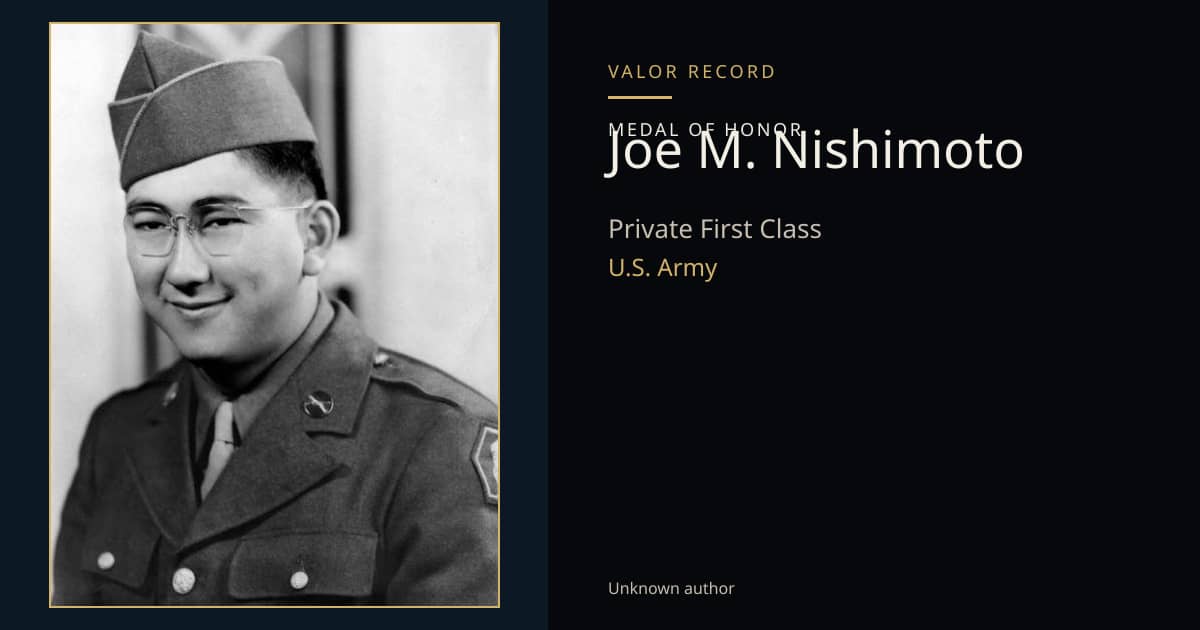 VALOR RECORD
MEDAL OF HONOR
Joe M. Nishimoto
Private First Class
U.S. Army
Unknown author